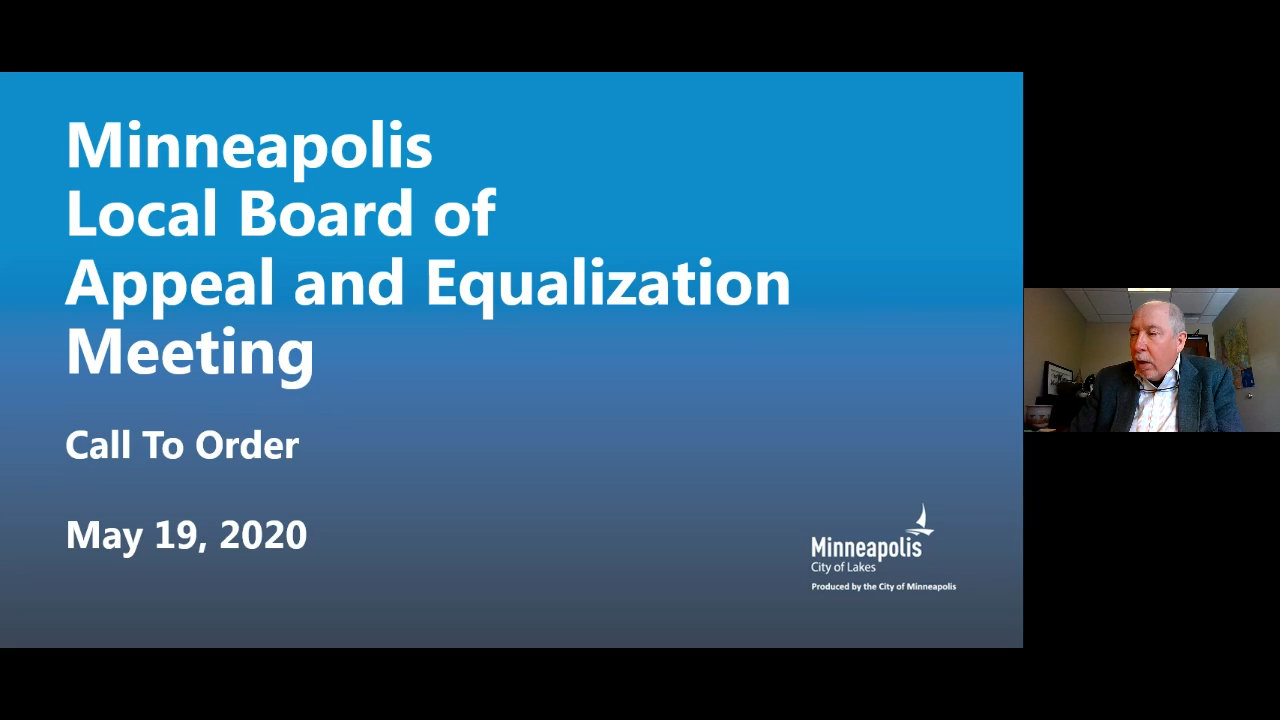 Minneapolis
Local Board of
Appeal and Equalization
Meeting
Call To Order
May 19, 2020
Minneapolis
City of Lakes
Produced by the City of Minneapolis